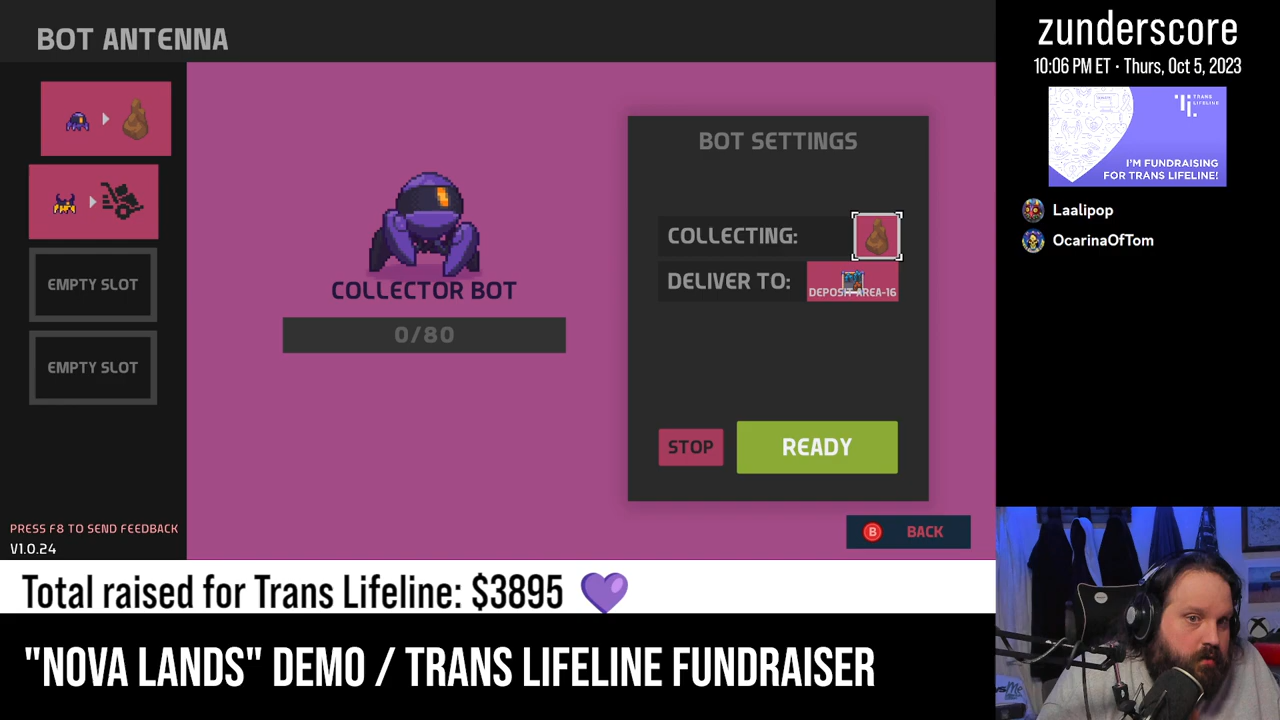 BOT ANTENNA
EMPTY SLOT
EMPTY SLOT
PRESS F8 TO SEND FEEDBACK
V1.0.24
COLLECTOR BOT
0/80
BOT SETTINGS
COLLECTING:
DELIVER TO:
DEPOSIT AREA-16
STOP
READY
B BACK
zunderscore
10:06 PM ET · Thurs, Oct 5, 2023
TRANS
LIFELINE
I'M FUNDRAISING
FOR TRANS LIFELINE!
Laalipop
OcarinaOfTom
Total raised for Trans Lifeline: $3895 💜
"NOVA LANDS" DEMO / TRANS LIFELINE FUNDRAISER